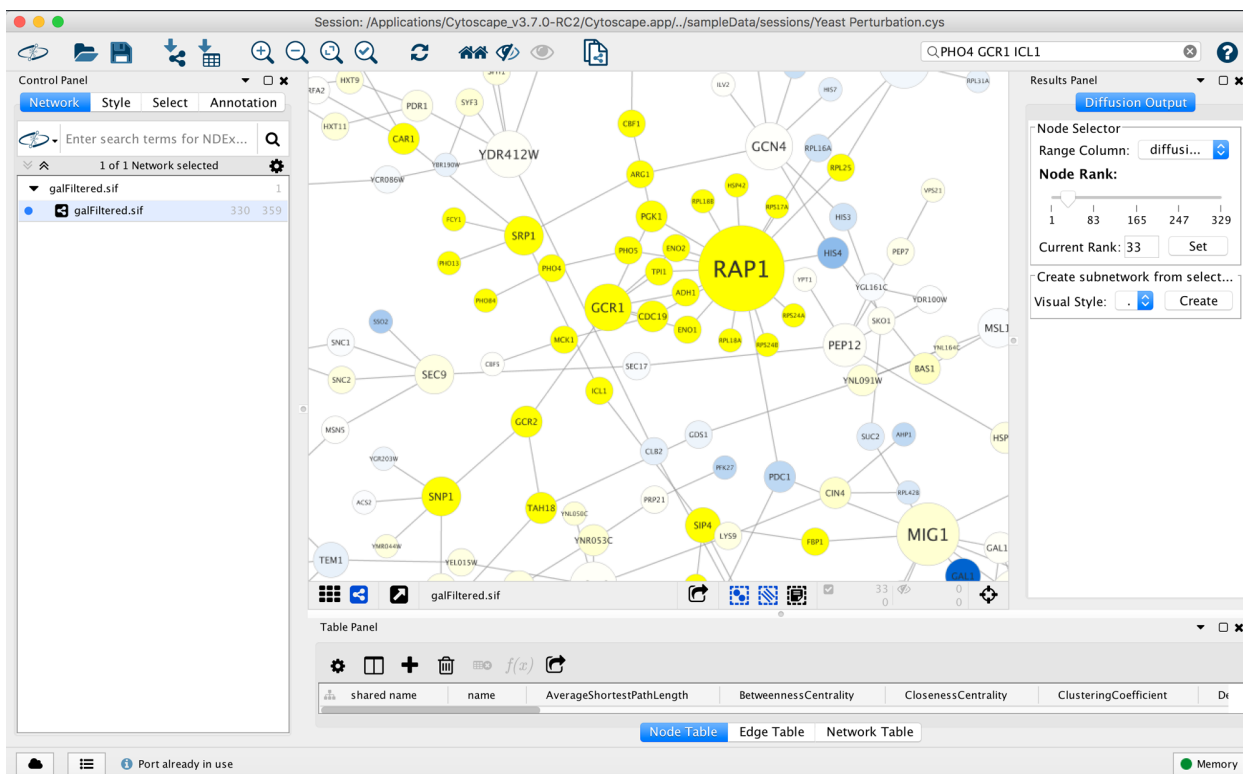 Session: /Applications/Cytoscape_v3.7.0-RC2/Cytoscape.app/../sampleData/sessions/Yeast Perturbation.cys
PHO4 GCR1 ICL1
Control Panel
Network Style Select Annotation
Enter search terms for NDEx...
1 of 1 Network selected
galFiltered.sif 1
galFiltered.sif 330 359
HXT9
RFA2
PDR1
SYF3
HXT11
CAR1
YBR190W
YDR412W
YCR086W
CBF1
ILV2
HIS7
RPL31A
GCN4
RPL16A
RPL25
ARG1
HSP42
RPL18B
RPS17A
VPS21
FCY1
PGK1
HIS3
SRP1
PHO5
ENO2
RAP1
HIS4
PEP7
PHO13
PHO4
TPI1
YPT1
YGL161C
PHO84
ADH1
YDR100W
GCR1
CDC19
RPS24A
SSO2
ENO1
SKO1
MSL1
SNC1
MCK1
RPL18A
RPS24B
PEP12
YNL164C
CBF5
SEC17
BAS1
SNC2
SEC9
YNL091W
ICL1
MSN5
GCR2
GDS1
SUC2
AHP1
HSP
CLB2
YGR203W
PFK27
PDC1
CIN4
RPL42B
ACS2
SNP1
PRP21
TAH18
YNL050C
SIP4
LYS9
FBP1
MIG1
YMR044W
YNR053C
GAL1
TEM1
YEL015W
GAL1
galFiltered.sif
33 0
0 0
Results Panel
Diffusion Output
Node Selector
Range Column: diffusi...
Node Rank:
1 83 165 247 329
Current Rank: 33 Set
Create subnetwork from select...
Visual Style: . Create
Table Panel
f(x)
shared name name AverageShortestPathLength BetweennessCentrality ClosenessCentrality ClusteringCoefficient De
Node Table Edge Table Network Table
Port already in use
Memory